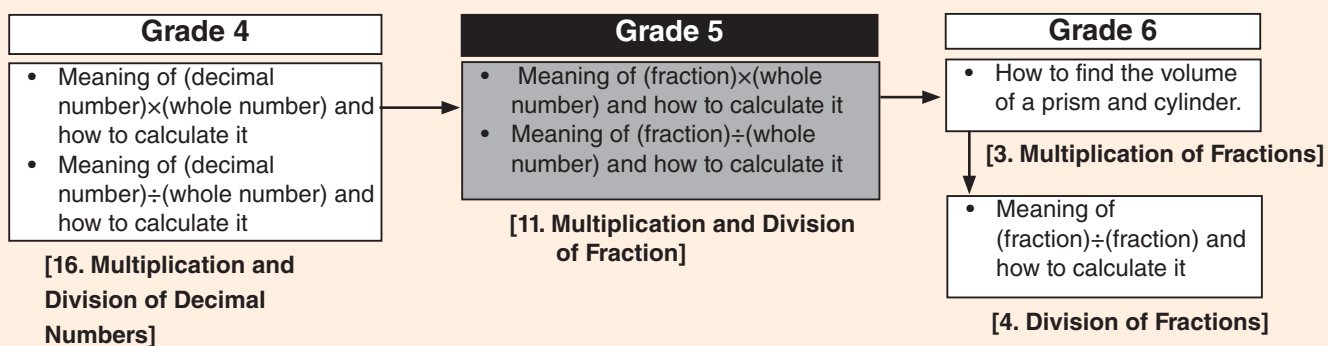 Grade 4
• Meaning of (decimal
number)×(whole number) and
how to calculate it
• Meaning of (decimal
number)÷(whole number) and
how to calculate it
[16. Multiplication and
Division of Decimal
Numbers]
Grade 5
• Meaning of (fraction)×(whole
number) and how to calculate it
• Meaning of (fraction)÷(whole
number) and how to calculate it
[11. Multiplication and Division
of Fraction]
Grade 6
• How to find the volume
of a prism and cylinder.
[3. Multiplication of Fractions]
• Meaning of
(fraction)÷(fraction) and
how to calculate it
[4. Division of Fractions]